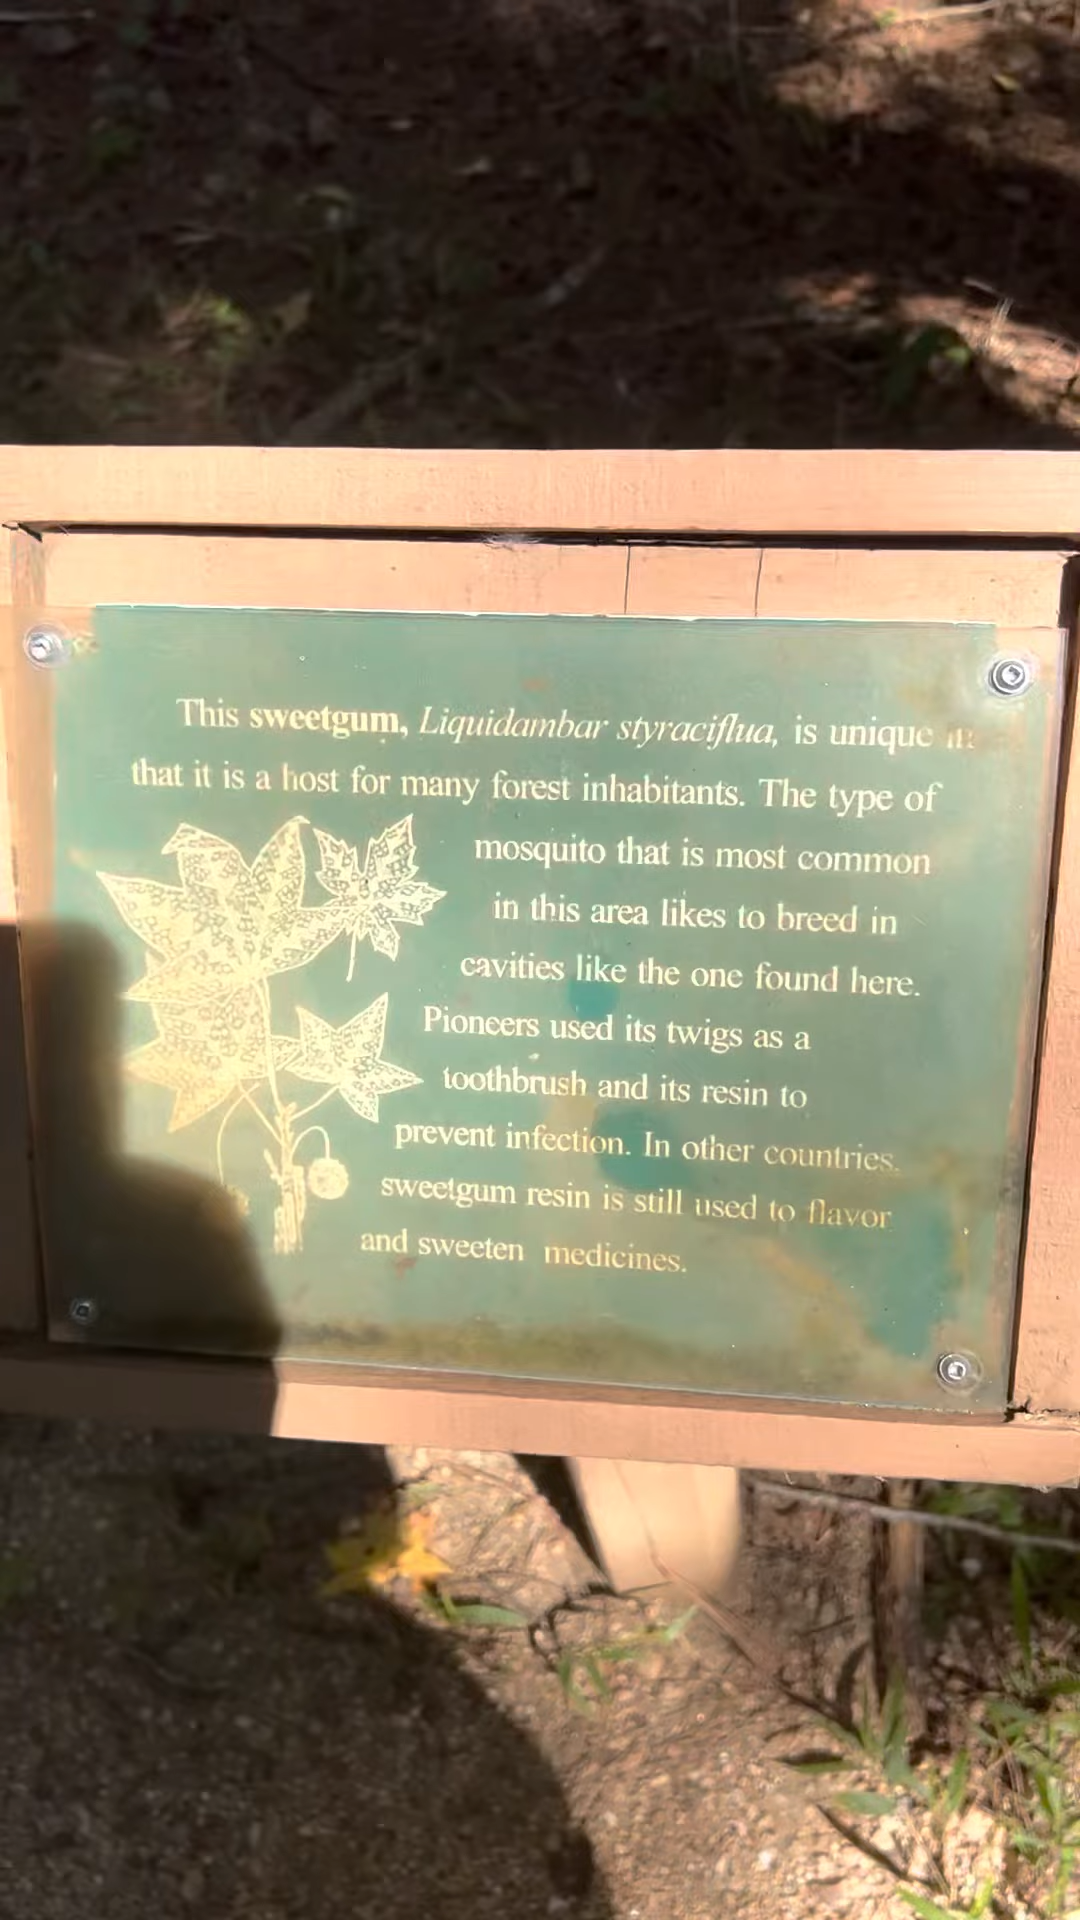 This sweetgum, Liquidambar styraciflua, is unique in
that it is a host for many forest inhabitants. The type of
mosquito that is most common
in this area likes to breed in
cavities like the one found here.
Pioneers used its twigs as a
toothbrush and its resin to
prevent infection. In other countries,
sweetgum resin is still used to flavor
and sweeten medicines.